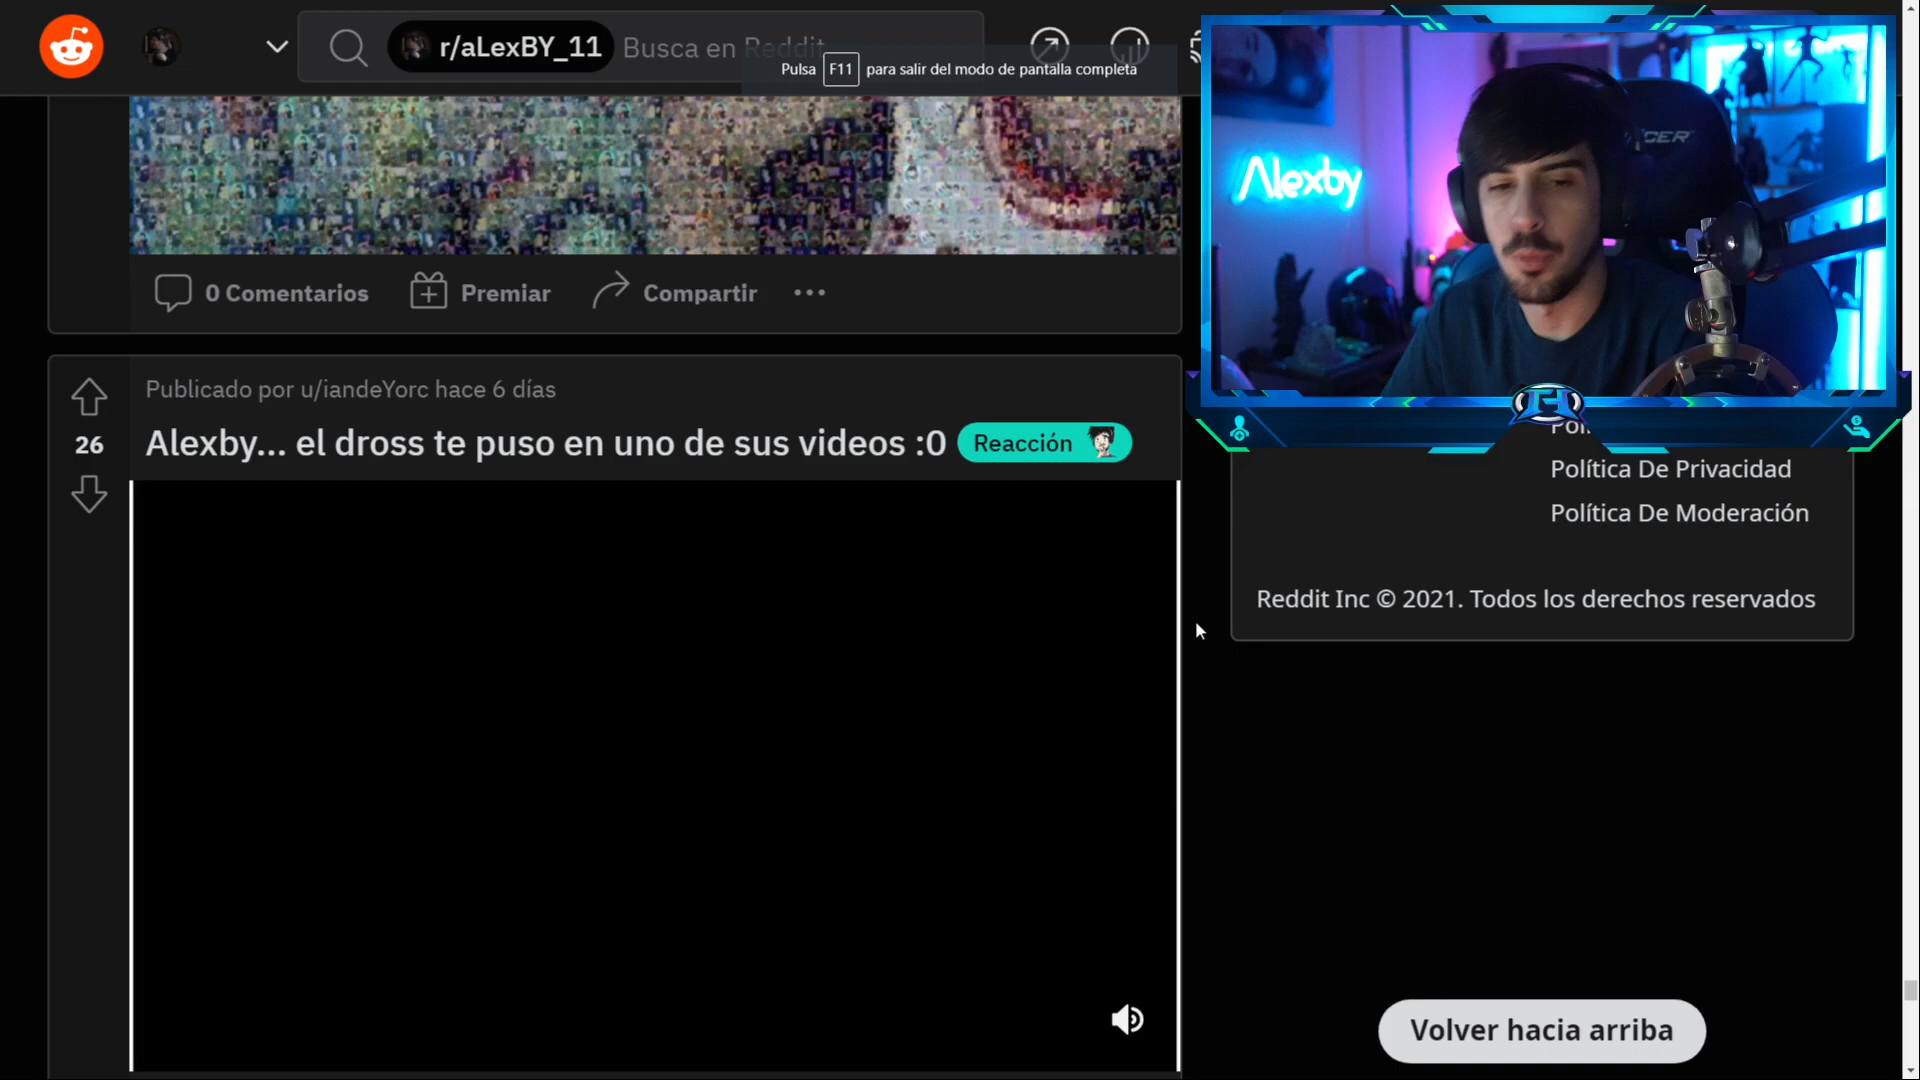 r/aLexBY_11 Busca en Reddit
Pulsa F11 para salir del modo de pantalla completa
Alexby
0 Comentarios Premiar Compartir
Publicado por u/iandeYorc hace 6 días
26
Alexby... el dross te puso en uno de sus videos :0 Reacción
Política De Privacidad
Política De Moderación
Reddit Inc © 2021. Todos los derechos reservados
Volver hacia arriba